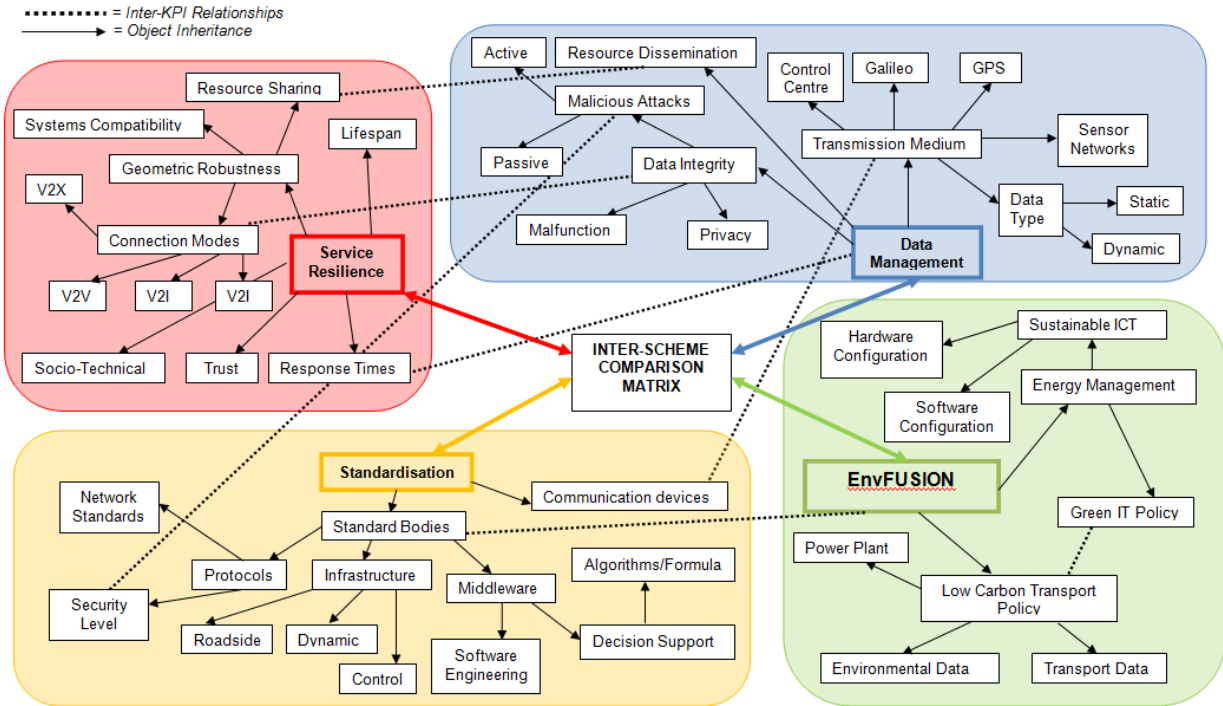 = Inter-KPI Relationships
= Object Inheritance
Resource Sharing
Systems Compatibility
Lifespan
Geometric Robustness
V2X
Connection Modes
Service
Resilience
V2V
V2I
V2I
Socio-Technical
Trust
Response Times
Active
Resource Dissemination
Malicious Attacks
Passive
Data Integrity
Malfunction
Privacy
Control
Centre
Galileo
GPS
Transmission Medium
Sensor
Networks
Data
Type
Static
Dynamic
Data
Management
INTER-SCHEME
COMPARISON
MATRIX
Standardisation
Network
Standards
Communication devices
Standard Bodies
Protocols
Infrastructure
Algorithms/Formula
Middleware
Security
Level
Roadside
Dynamic
Control
Software
Engineering
Decision Support
Hardware
Configuration
Sustainable ICT
Energy Management
Software
Configuration
EnvFUSION
Green IT Policy
Power Plant
Low Carbon Transport
Policy
Environmental Data
Transport Data